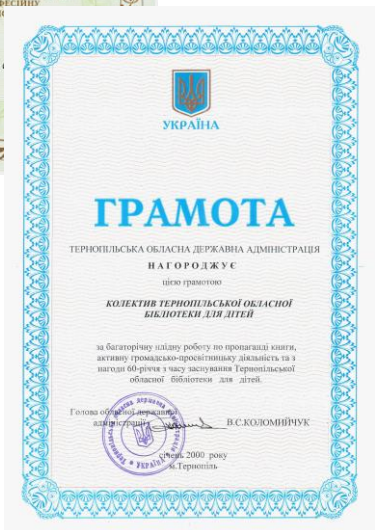 УКРАЇНА
ГРАМОТА
ТЕРНОПІЛЬСЬКА ОБЛАСНА ДЕРЖАВНА АДМІНІСТРАЦІЯ
НАГОРОДЖУЄ
цією грамотою
КОЛЕКТИВ ТЕРНОПІЛЬСЬКОЇ ОБЛАСНОЇ
БІБЛІОТЕКИ ДЛЯ ДІТЕЙ
за багаторічну плідну роботу по пропаганді книги,
активну громадсько-просвітницьку діяльність та з
нагоди 60-річчя з часу заснування Тернопільської
обласної бібліотеки для дітей.
Голова обласної державної
адміністрації В.С.КОЛОМИЙЧУК
січень 2000 року
м.Тернопіль
УКРАЇНА